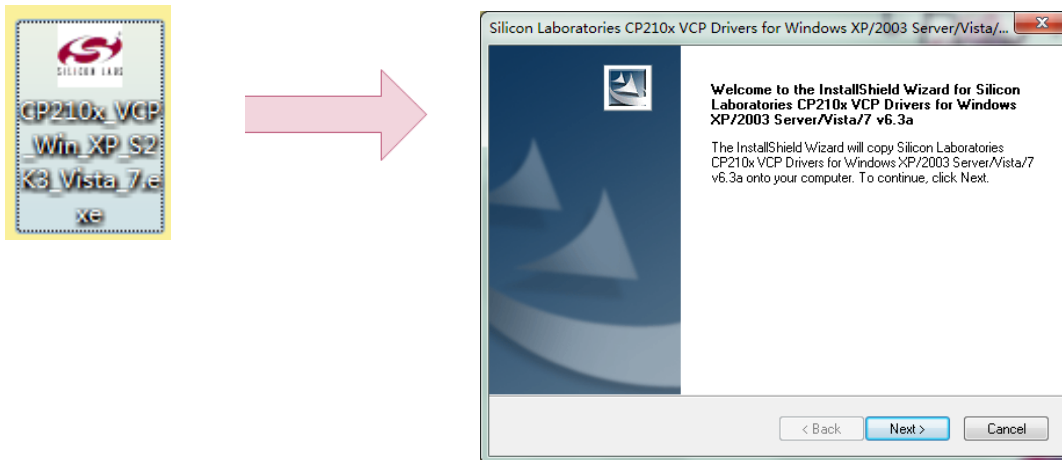 SILICON LABS
CP210x_VCP
_Win_XP_S2
K3_Vista_7.e
xe
Silicon Laboratories CP210x VCP Drivers for Windows XP/2003 Server/Vista/...
Welcome to the InstallShield Wizard for Silicon
Laboratories CP210x VCP Drivers for Windows
XP/2003 Server/Vista/7 v6.3a
The InstallShield Wizard will copy Silicon Laboratories
CP210x VCP Drivers for Windows XP/2003 Server/Vista/7
v6.3a onto your computer. To continue, click Next.
< Back Next > Cancel